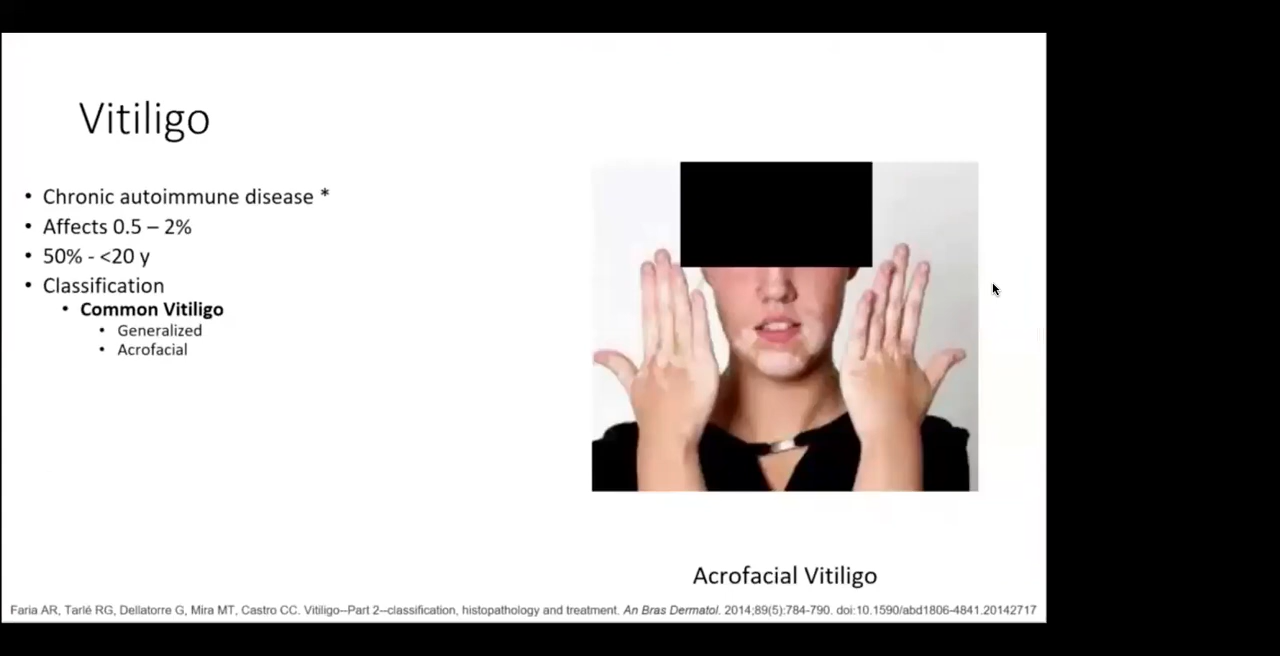 Vitiligo
• Chronic autoimmune disease *
• Affects 0.5 – 2%
• 50% - <20 y
• Classification
• Common Vitiligo
• Generalized
• Acrofacial
Acrofacial Vitiligo
Faria AR, Tarlé RG, Dellatorre G, Mira MT, Castro CC. Vitiligo--Part 2--classification, histopathology and treatment. An Bras Dermatol. 2014;89(5):784-790. doi:10.1590/abd1806-4841.20142717